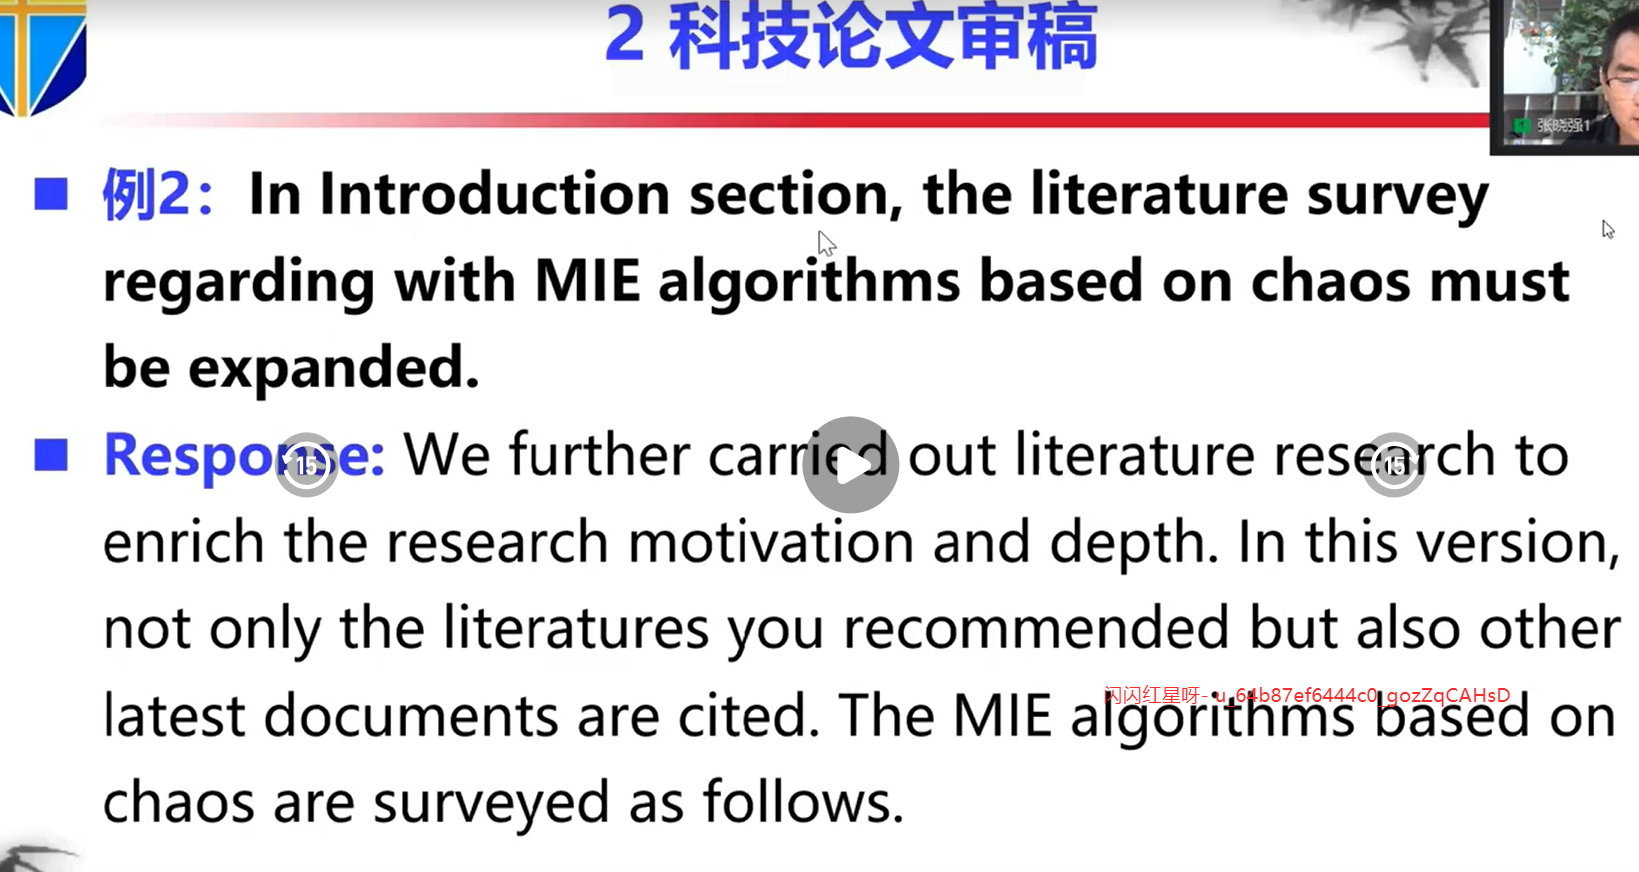 2 科技论文审稿
张晓强1
例2：In Introduction section, the literature survey
regarding with MIE algorithms based on chaos must
be expanded.
Response: We further carried out literature research to
15
15
enrich the research motivation and depth. In this version,
not only the literatures you recommended but also other
闪闪红星呀- u_64b87ef6444c0_gozZqCAHsD
latest documents are cited. The MIE algorithms based on
chaos are surveyed as follows.